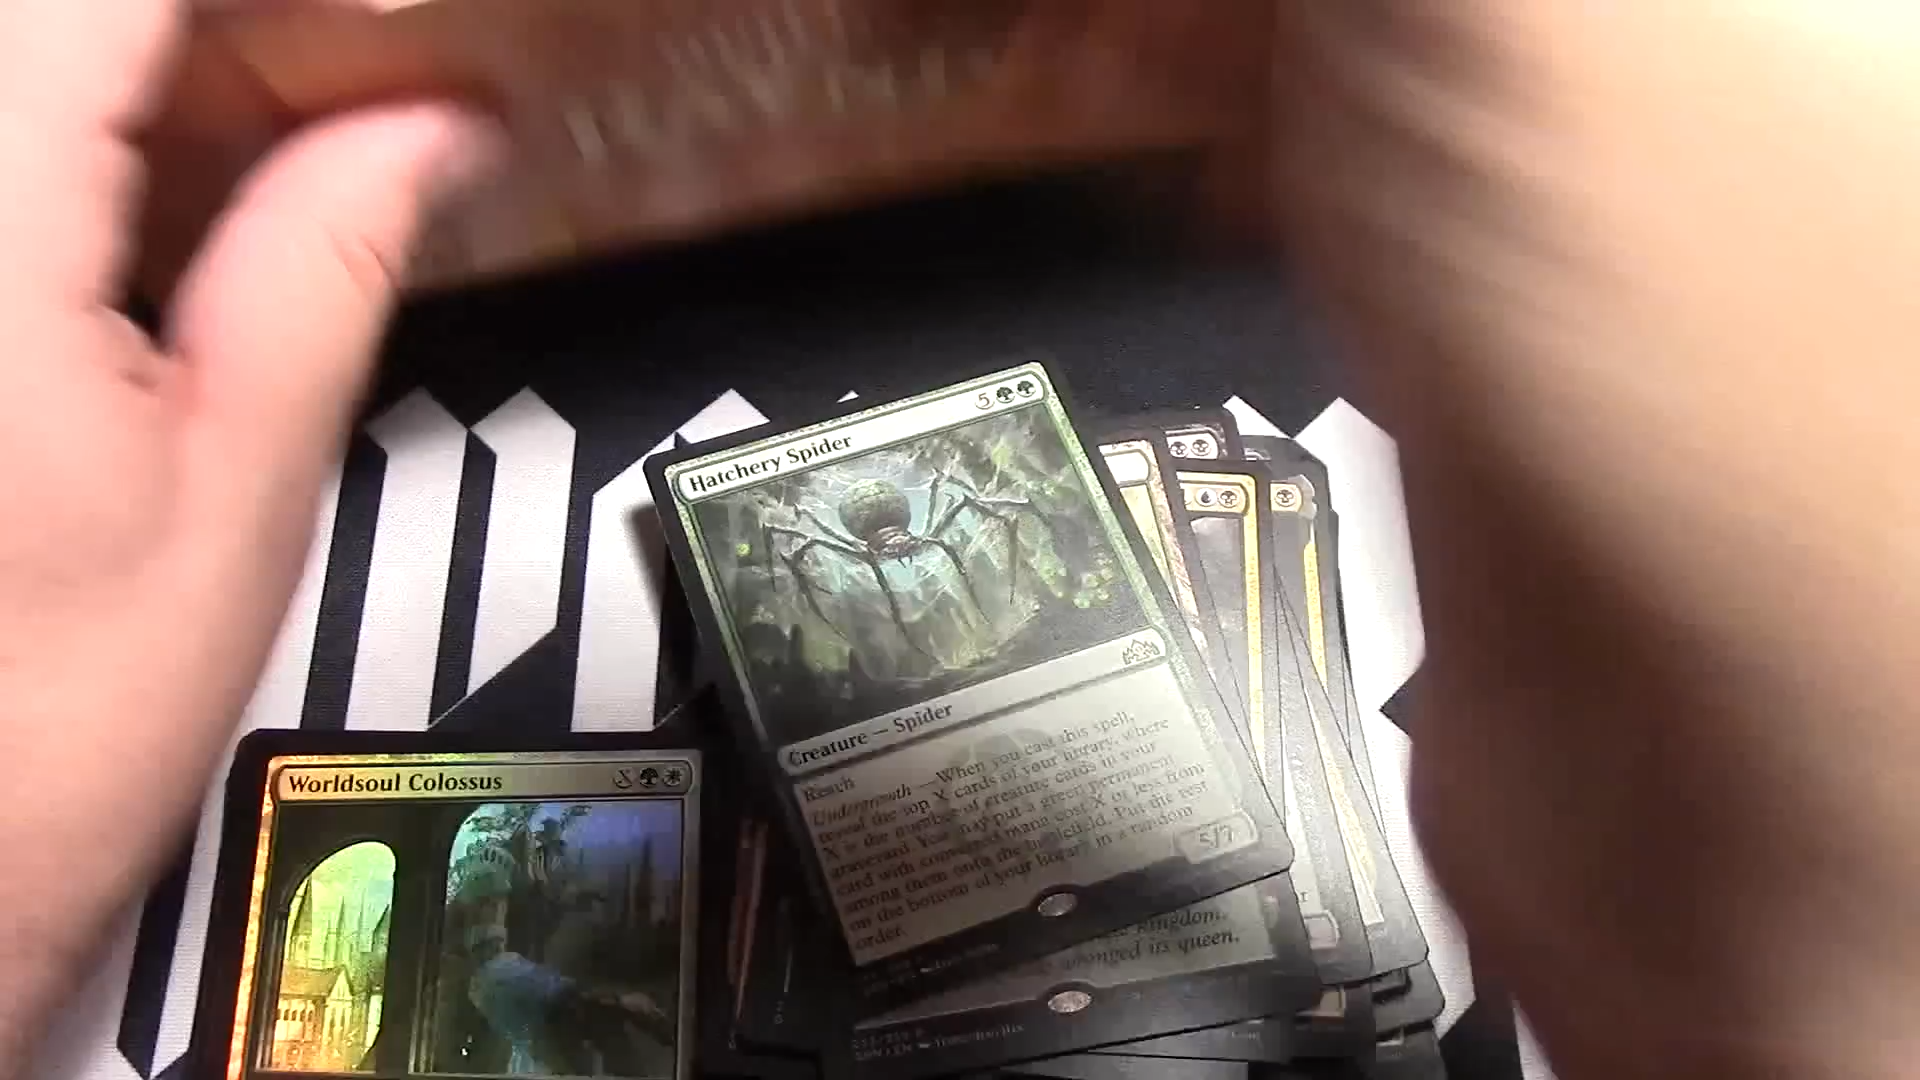 Hatchery Spider 5
Creature — Spider
Reach
Undergrowth — When you cast this spell,
reveal the top X cards of your library, where
X is the number of creature cards in your
graveyard. You may put a green permanent
card with converted mana cost X or less from
among them onto the battlefield. Put the rest
on the bottom of your library in a random
order.
5/7
kingdom.
wronged its queen.
Worldsoul Colossus X